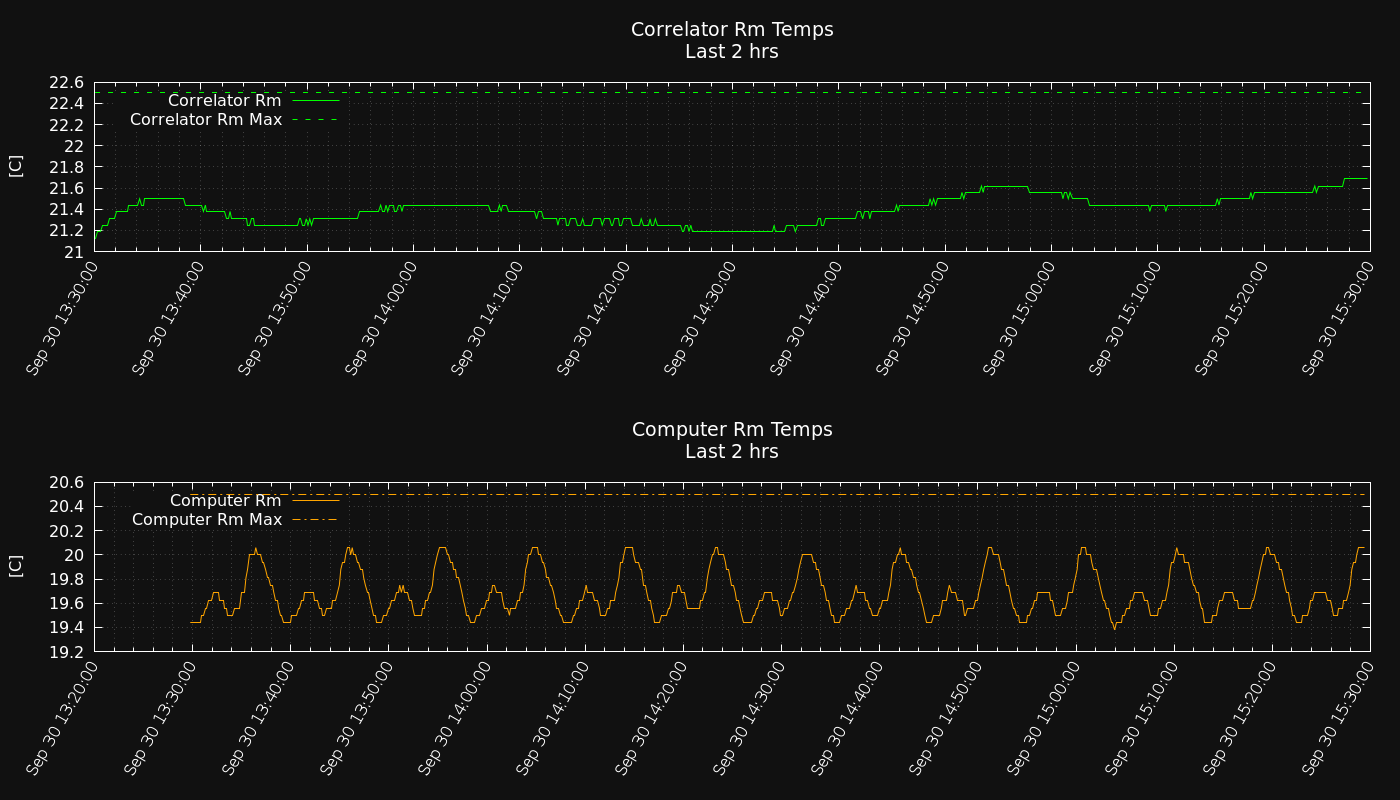 Correlator Rm Temps
Last 2 hrs
22.6
22.4
22.2
22
21.8
21.6
21.4
21.2
21
[C]
Correlator Rm
Correlator Rm Max
Sep 30 13:30:00
Sep 30 13:40:00
Sep 30 13:50:00
Sep 30 14:00:00
Sep 30 14:10:00
Sep 30 14:20:00
Sep 30 14:30:00
Sep 30 14:40:00
Sep 30 14:50:00
Sep 30 15:00:00
Sep 30 15:10:00
Sep 30 15:20:00
Sep 30 15:30:00
Computer Rm Temps
Last 2 hrs
20.6
20.4
20.2
20
19.8
19.6
19.4
19.2
[C]
Computer Rm
Computer Rm Max
Sep 30 13:20:00
Sep 30 13:30:00
Sep 30 13:40:00
Sep 30 13:50:00
Sep 30 14:00:00
Sep 30 14:10:00
Sep 30 14:20:00
Sep 30 14:30:00
Sep 30 14:40:00
Sep 30 14:50:00
Sep 30 15:00:00
Sep 30 15:10:00
Sep 30 15:20:00
Sep 30 15:30:00